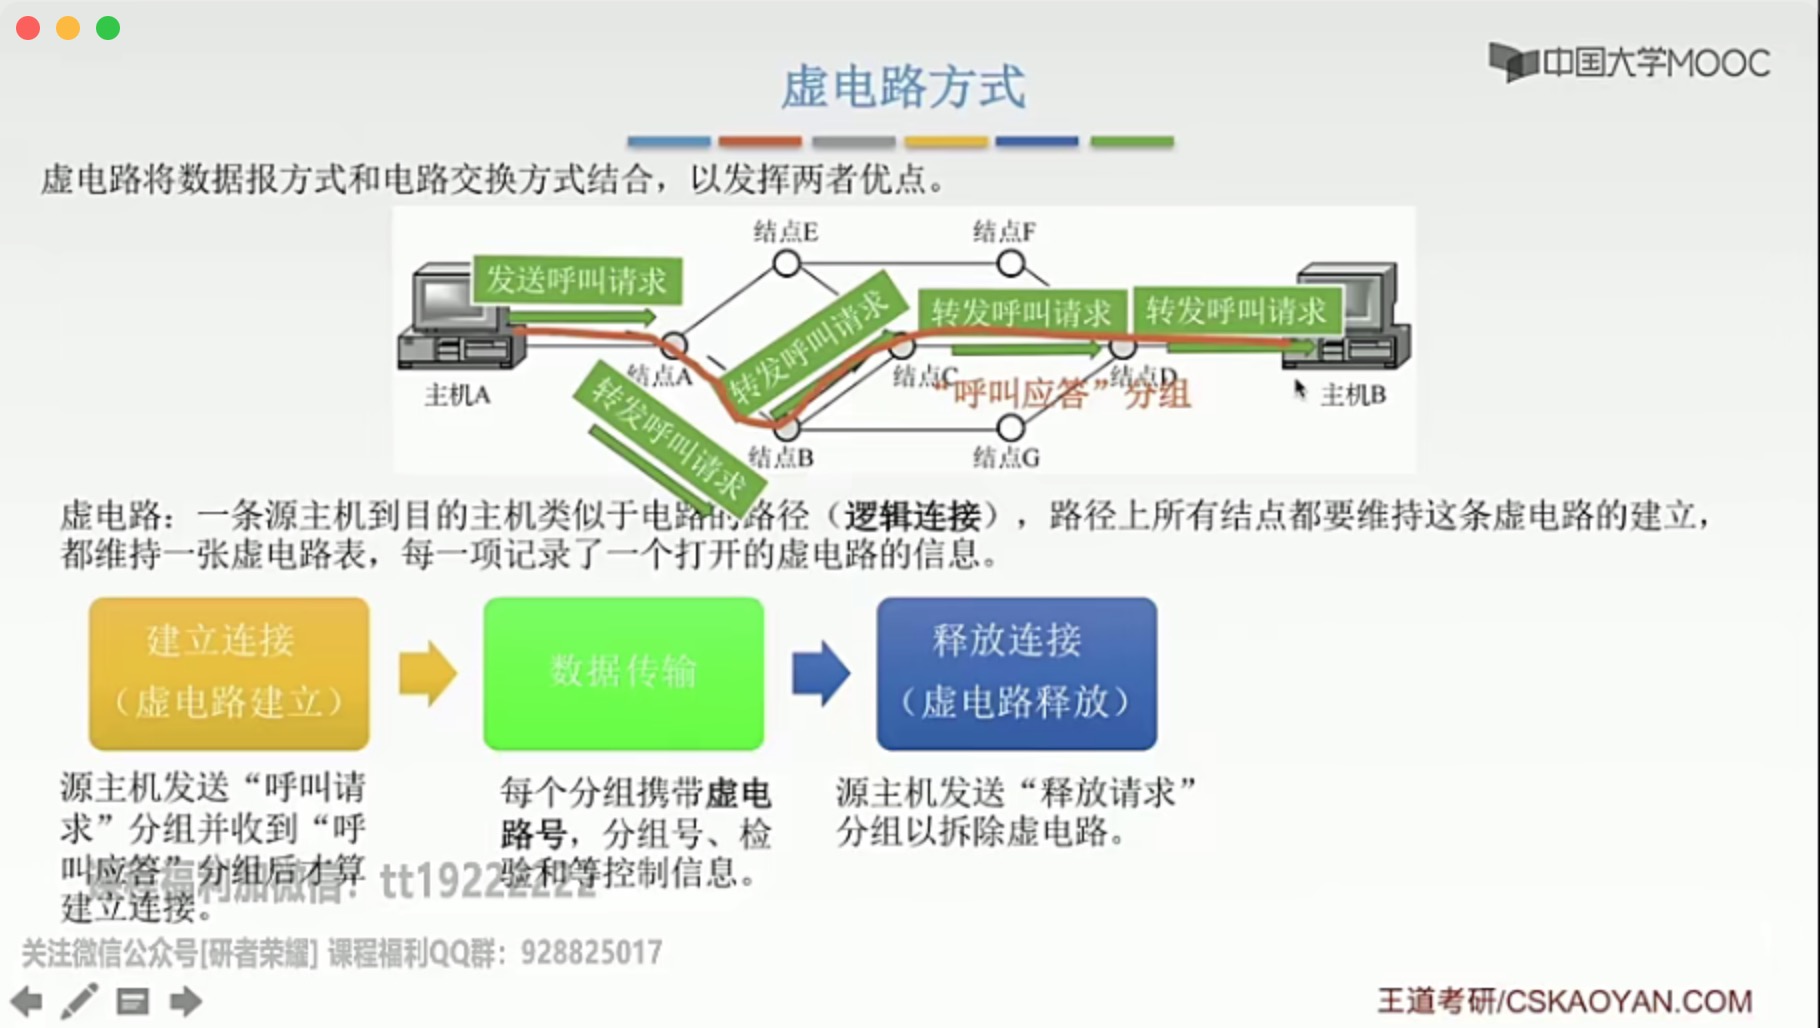 中国大学MOOC
虚电路方式
虚电路将数据报方式和电路交换方式结合，以发挥两者优点。
结点E
结点F
发送呼叫请求
转发呼叫请求
转发呼叫请求
转发呼叫请求
转发呼叫请求
结点A
结点C
结点D
“呼叫应答”分组
主机A
主机B
结点B
结点G
虚电路：一条源主机到目的主机类似于电路的路径（逻辑连接），路径上所有结点都要维持这条虚电路的建立，
都维持一张虚电路表，每一项记录了一个打开的虚电路的信息。
建立连接
（虚电路建立）
数据传输
释放连接
（虚电路释放）
源主机发送“呼叫请
求”分组并收到“呼
叫应答”分组后才算
建立连接。
每个分组携带虚电
路号，分组号、检
验和等控制信息。
源主机发送“释放请求”
分组以拆除虚电路。
课程福利加微信：tt19222222
关注微信公众号[研者荣耀] 课程福利QQ群：928825017
王道考研/CSKAOYAN.COM